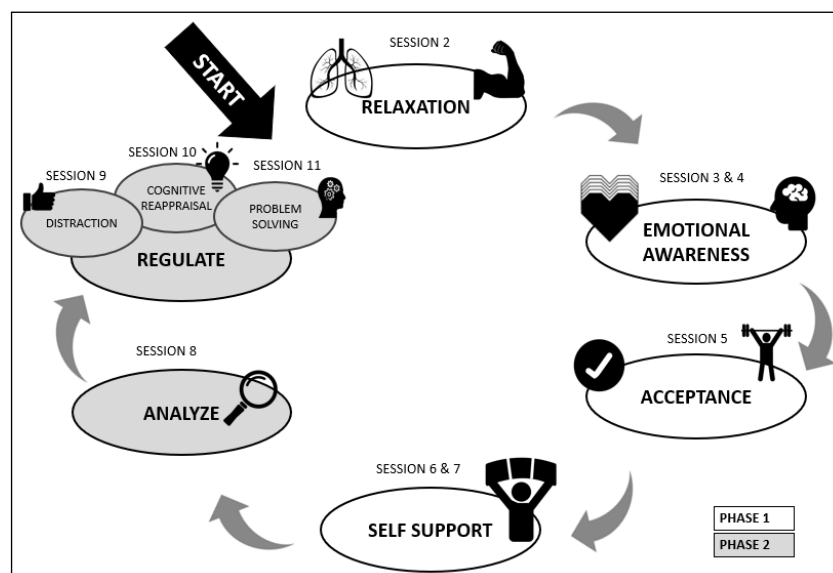 START
SESSION 2
RELAXATION
SESSION 3 & 4
EMOTIONAL
AWARENESS
SESSION 5
ACCEPTANCE
SESSION 6 & 7
SELF SUPPORT
SESSION 8
ANALYZE
SESSION 9
DISTRACTION
SESSION 10
COGNITIVE
REAPPRAISAL
SESSION 11
PROBLEM
SOLVING
REGULATE
PHASE 1
PHASE 2